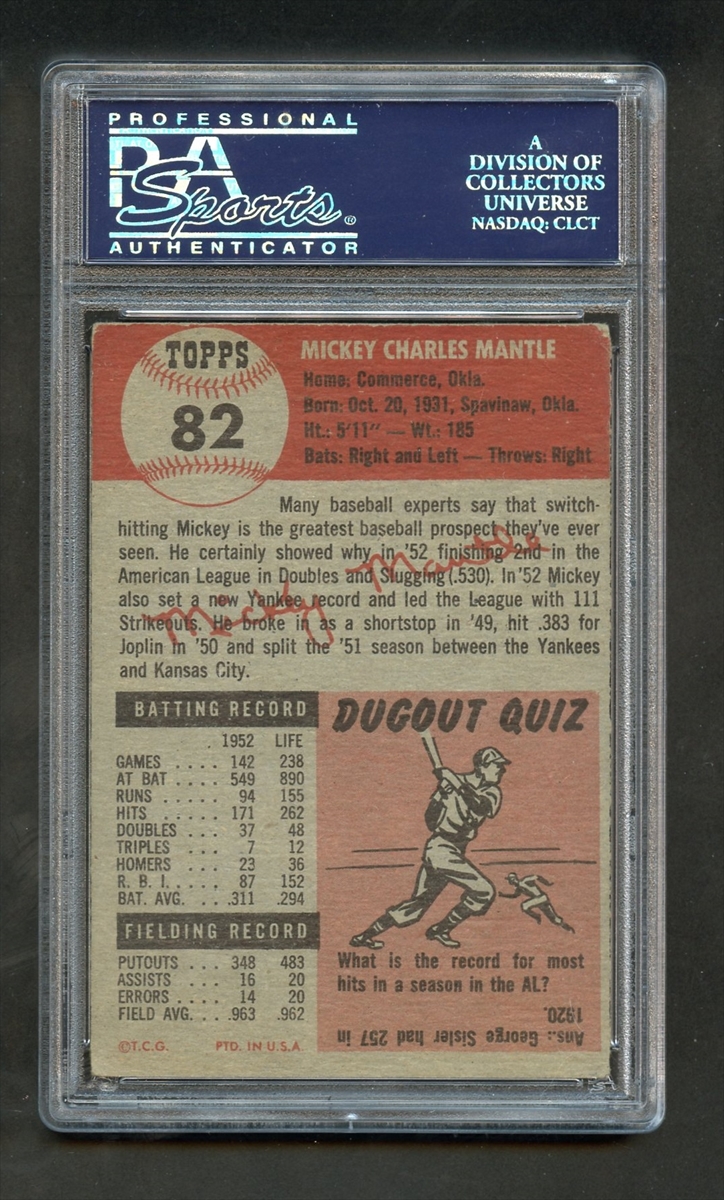 PROFESSIONAL
PSA
Sports®
AUTHENTICATOR
A
DIVISION OF
COLLECTORS
UNIVERSE
NASDAQ: CLCT
TOPPS
82
MICKEY CHARLES MANTLE
Home: Commerce, Okla.
Born: Oct. 20, 1931, Spavinaw, Okla.
Ht.: 5'11" — Wt.: 185
Bats: Right and Left — Throws: Right
Many baseball experts say that switch-
hitting Mickey is the greatest baseball prospect they've ever
seen. He certainly showed why in '52 finishing 2nd in the
American League in Doubles and Slugging (.530). In '52 Mickey
also set a new Yankee record and led the League with 111
Strikeouts. He broke in as a shortstop in '49, hit .383 for
Joplin in '50 and split the '51 season between the Yankees
and Kansas City.
Mickey Mantle
BATTING RECORD
. 1952 LIFE
GAMES .... 142 238
AT BAT .... 549 890
RUNS ..... 94 155
HITS ..... 171 262
DOUBLES ... 37 48
TRIPLES ... 7 12
HOMERS ... 23 36
R. B. I. .... 87 152
BAT. AVG. .. .311 .294
FIELDING RECORD
PUTOUTS ... 348 483
ASSISTS ... 16 20
ERRORS .... 14 20
FIELD AVG. .. .963 .962
©T.C.G. PTD. IN U.S.A.
DUGOUT QUIZ
What is the record for most
hits in a season in the AL?
Ans.: George Sisler had 257 in
1920.